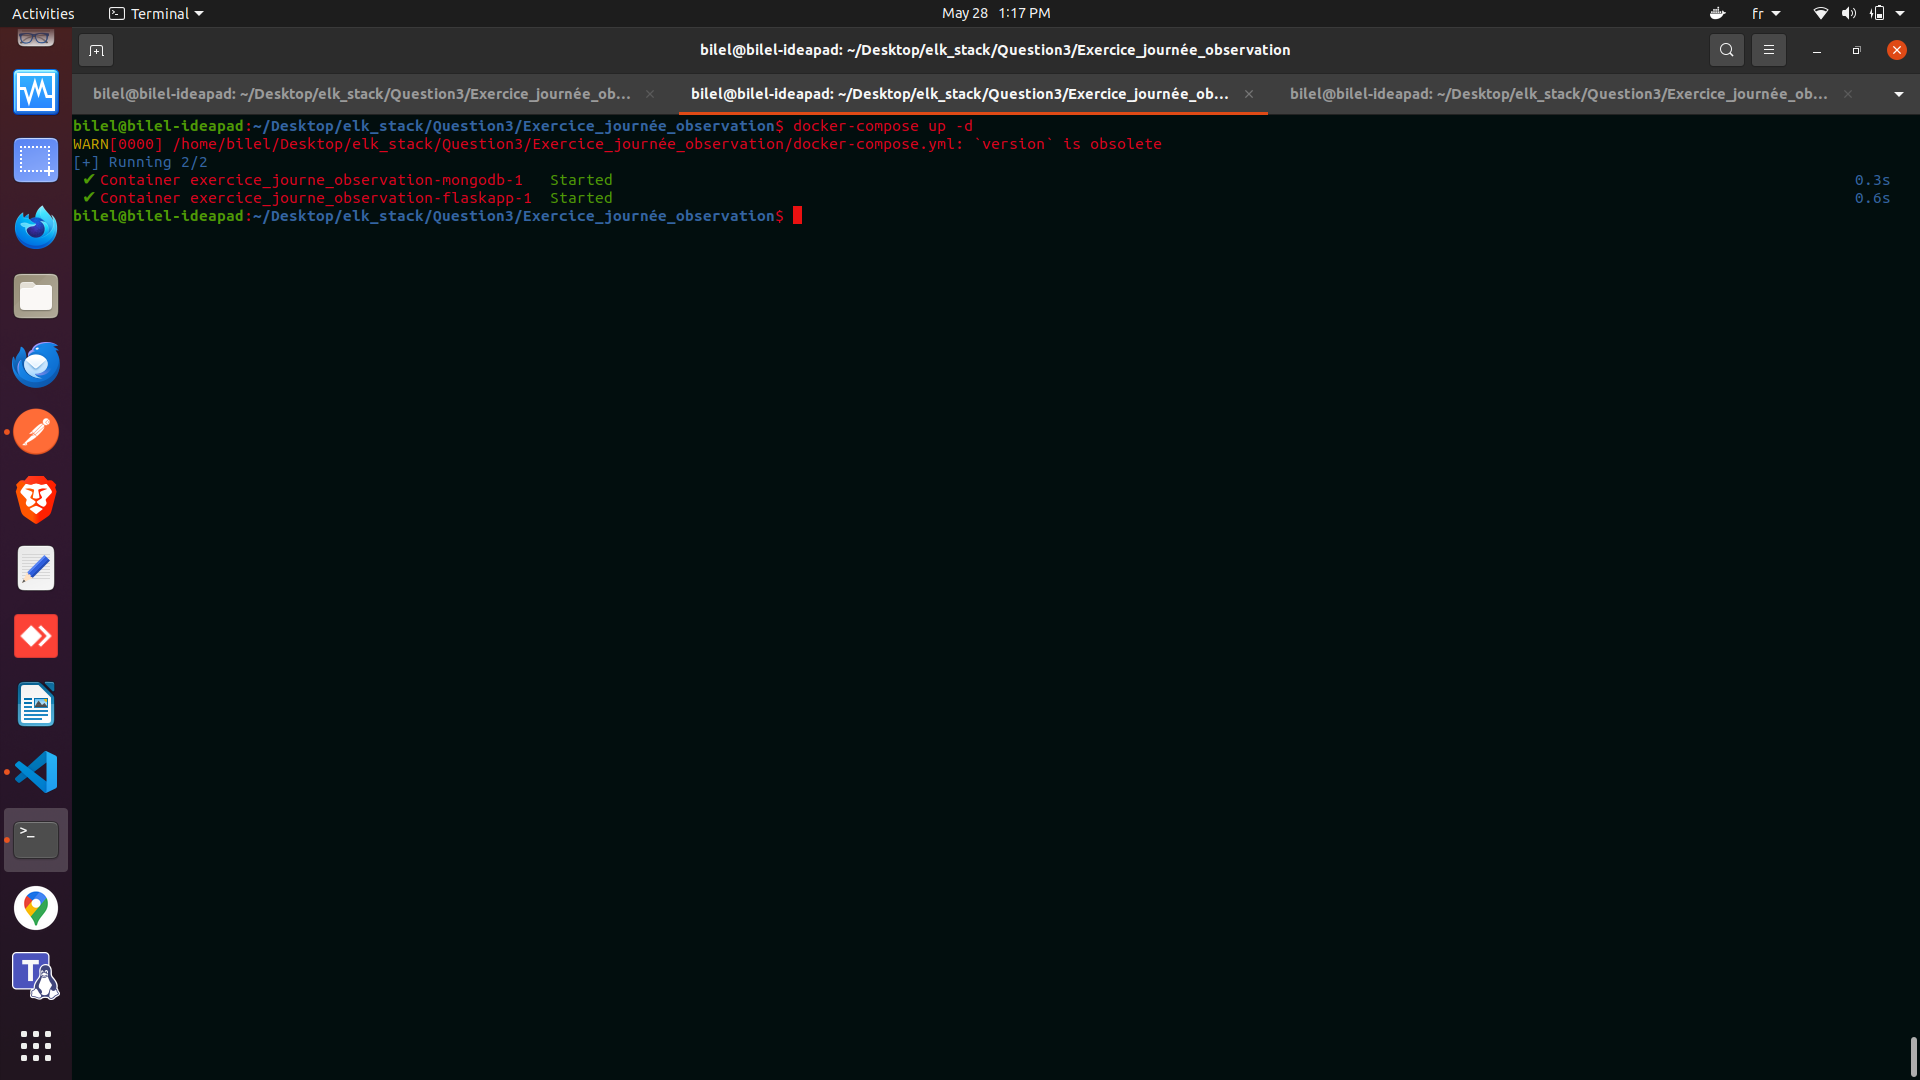 Activities Terminal May 28 1:17 PM fr
bilel@bilel-ideapad: ~/Desktop/elk_stack/Question3/Exercice_journée_observation
bilel@bilel-ideapad: ~/Desktop/elk_stack/Question3/Exercice_journée_ob... bilel@bilel-ideapad: ~/Desktop/elk_stack/Question3/Exercice_journée_ob... bilel@bilel-ideapad: ~/Desktop/elk_stack/Question3/Exercice_journée_ob...
bilel@bilel-ideapad:~/Desktop/elk_stack/Question3/Exercice_journée_observation$ docker-compose up -d
WARN[0000] /home/bilel/Desktop/elk_stack/Question3/Exercice_journée_observation/docker-compose.yml: `version` is obsolete
[+] Running 2/2
✔ Container exercice_journe_observation-mongodb-1 Started 0.3s
✔ Container exercice_journe_observation-flaskapp-1 Started 0.6s
bilel@bilel-ideapad:~/Desktop/elk_stack/Question3/Exercice_journée_observation$
>_
T